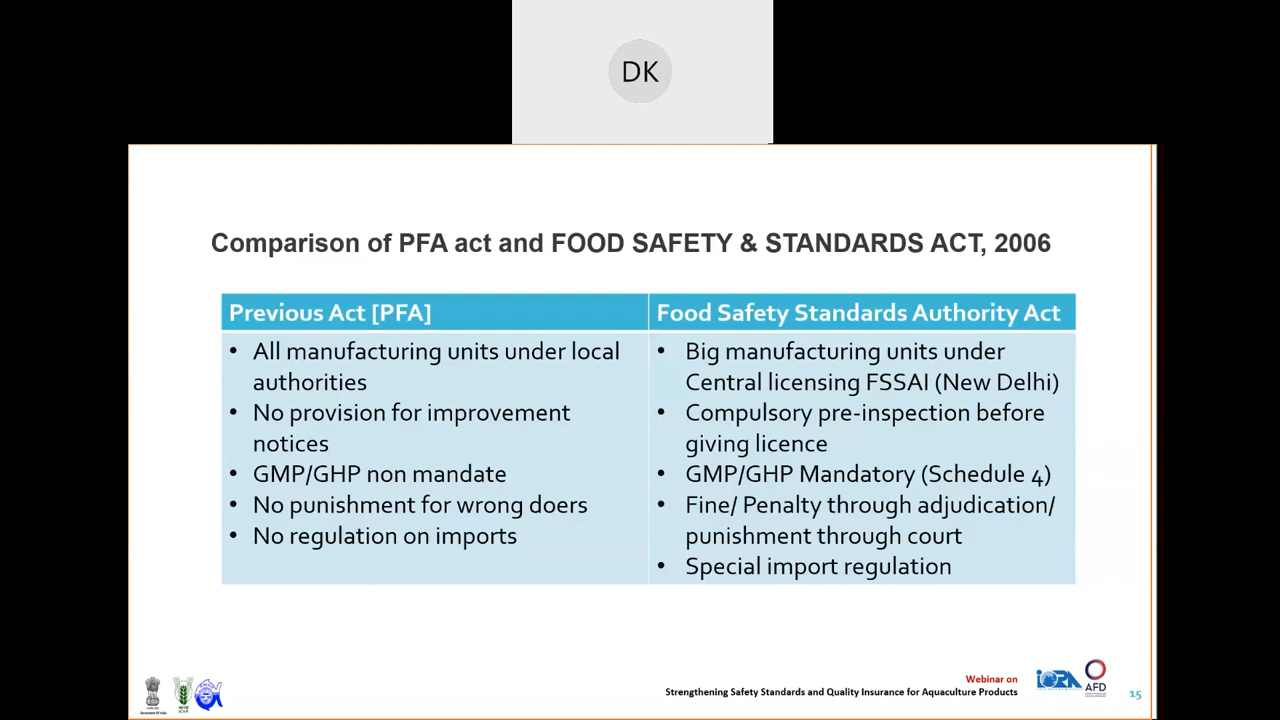 DK
Comparison of PFA act and FOOD SAFETY & STANDARDS ACT, 2006
Previous Act [PFA]
• All manufacturing units under local
authorities
• No provision for improvement
notices
• GMP/GHP non mandate
• No punishment for wrong doers
• No regulation on imports
Food Safety Standards Authority Act
• Big manufacturing units under
Central licensing FSSAI (New Delhi)
• Compulsory pre-inspection before
giving licence
• GMP/GHP Mandatory (Schedule 4)
• Fine/ Penalty through adjudication/
punishment through court
• Special import regulation
Webinar on
Strengthening Safety Standards and Quality Insurance for Aquaculture Products
iORA
AFD
15